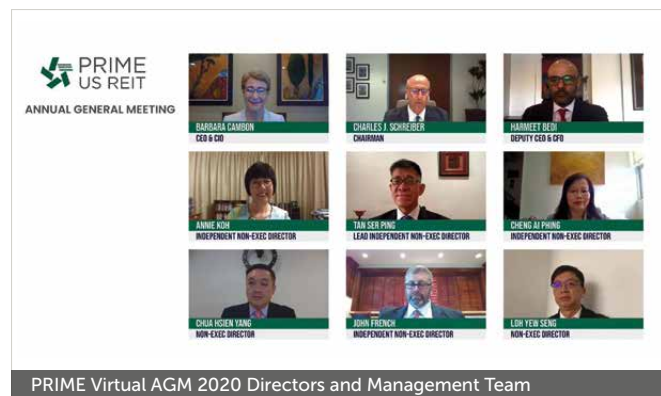 PRIME
US REIT
ANNUAL GENERAL MEETING
BARBARA CAMBON
CEO & CIO
CHARLES J. SCHREIBER
CHAIRMAN
HARMEET BEDI
DEPUTY CEO & CFO
ANNIE KOH
INDEPENDENT NON-EXEC DIRECTOR
TAN SER PING
LEAD INDEPENDENT NON-EXEC DIRECTOR
CHENG AI PHING
INDEPENDENT NON-EXEC DIRECTOR
CHUA HSIEN YANG
NON-EXEC DIRECTOR
JOHN FRENCH
INDEPENDENT NON-EXEC DIRECTOR
LOH YEW SENG
NON-EXEC DIRECTOR
PRIME Virtual AGM 2020 Directors and Management Team